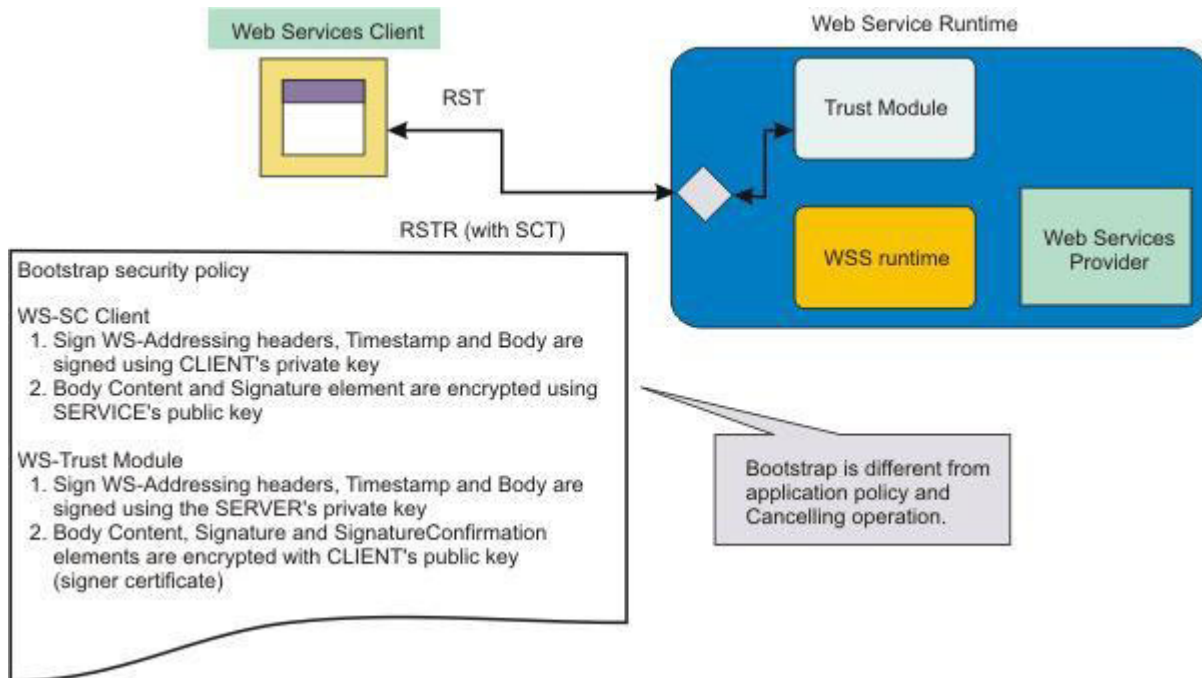 Web Services Client
Web Service Runtime
RST
Trust Module
RSTR (with SCT)
WSS runtime
Web Services
Provider
Bootstrap security policy
WS-SC Client
1. Sign WS-Addressing headers, Timestamp and Body are
signed using CLIENT's private key
2. Body Content and Signature element are encrypted using
SERVICE's public key
WS-Trust Module
1. Sign WS-Addressing headers, Timestamp and Body are
signed using the SERVER's private key
2. Body Content, Signature and SignatureConfirmation
elements are encrypted with CLIENT's public key
(signer certificate)
Bootstrap is different from
application policy and
Cancelling operation.